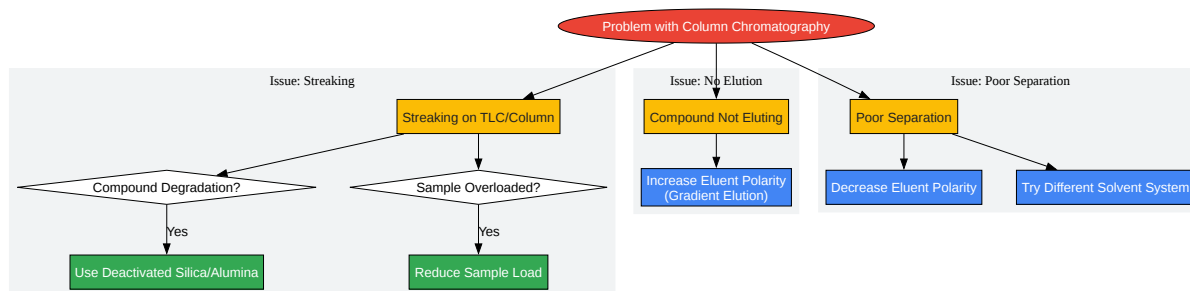 Problem with Column Chromatography
Issue: Streaking
Issue: No Elution
Issue: Poor Separation
Streaking on TLC/Column
Compound Not Eluting
Poor Separation
Compound Degradation?
Sample Overloaded?
Increase Eluent Polarity
(Gradient Elution)
Decrease Eluent Polarity
Try Different Solvent System
Yes
Yes
Use Deactivated Silica/Alumina
Reduce Sample Load